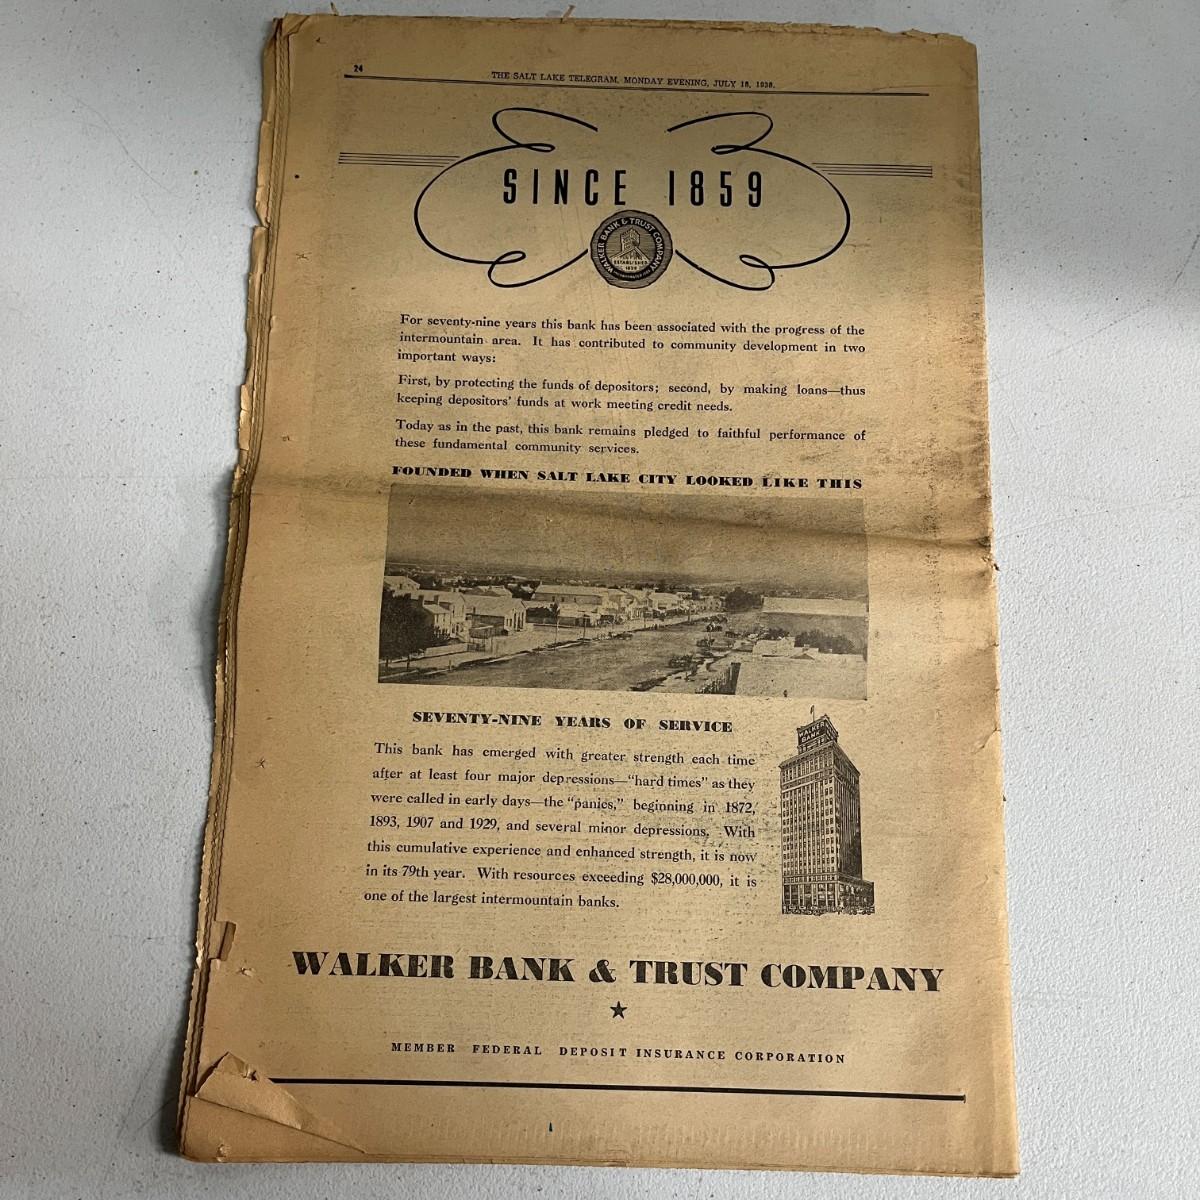 24
THE SALT LAKE TELEGRAM, MONDAY EVENING, JULY 18, 1938.
SINCE 1859
WALKER BANK & TRUST COMPANY
ESTABLISHED
1859
For seventy-nine years this bank has been associated with the progress of the
intermountain area. It has contributed to community development in two
important ways:
First, by protecting the funds of depositors; second, by making loans—thus
keeping depositors' funds at work meeting credit needs.
Today as in the past, this bank remains pledged to faithful performance of
these fundamental community services.
FOUNDED WHEN SALT LAKE CITY LOOKED LIKE THIS
SEVENTY-NINE YEARS OF SERVICE
This bank has emerged with greater strength each time
after at least four major depressions—"hard times" as they
were called in early days—the "panics," beginning in 1872,
1893, 1907 and 1929, and several minor depressions. With
this cumulative experience and enhanced strength, it is now
in its 79th year. With resources exceeding $28,000,000, it is
one of the largest intermountain banks.
WALKER
BANK
WALKER BANK & TRUST COMPANY
★
MEMBER FEDERAL DEPOSIT INSURANCE CORPORATION